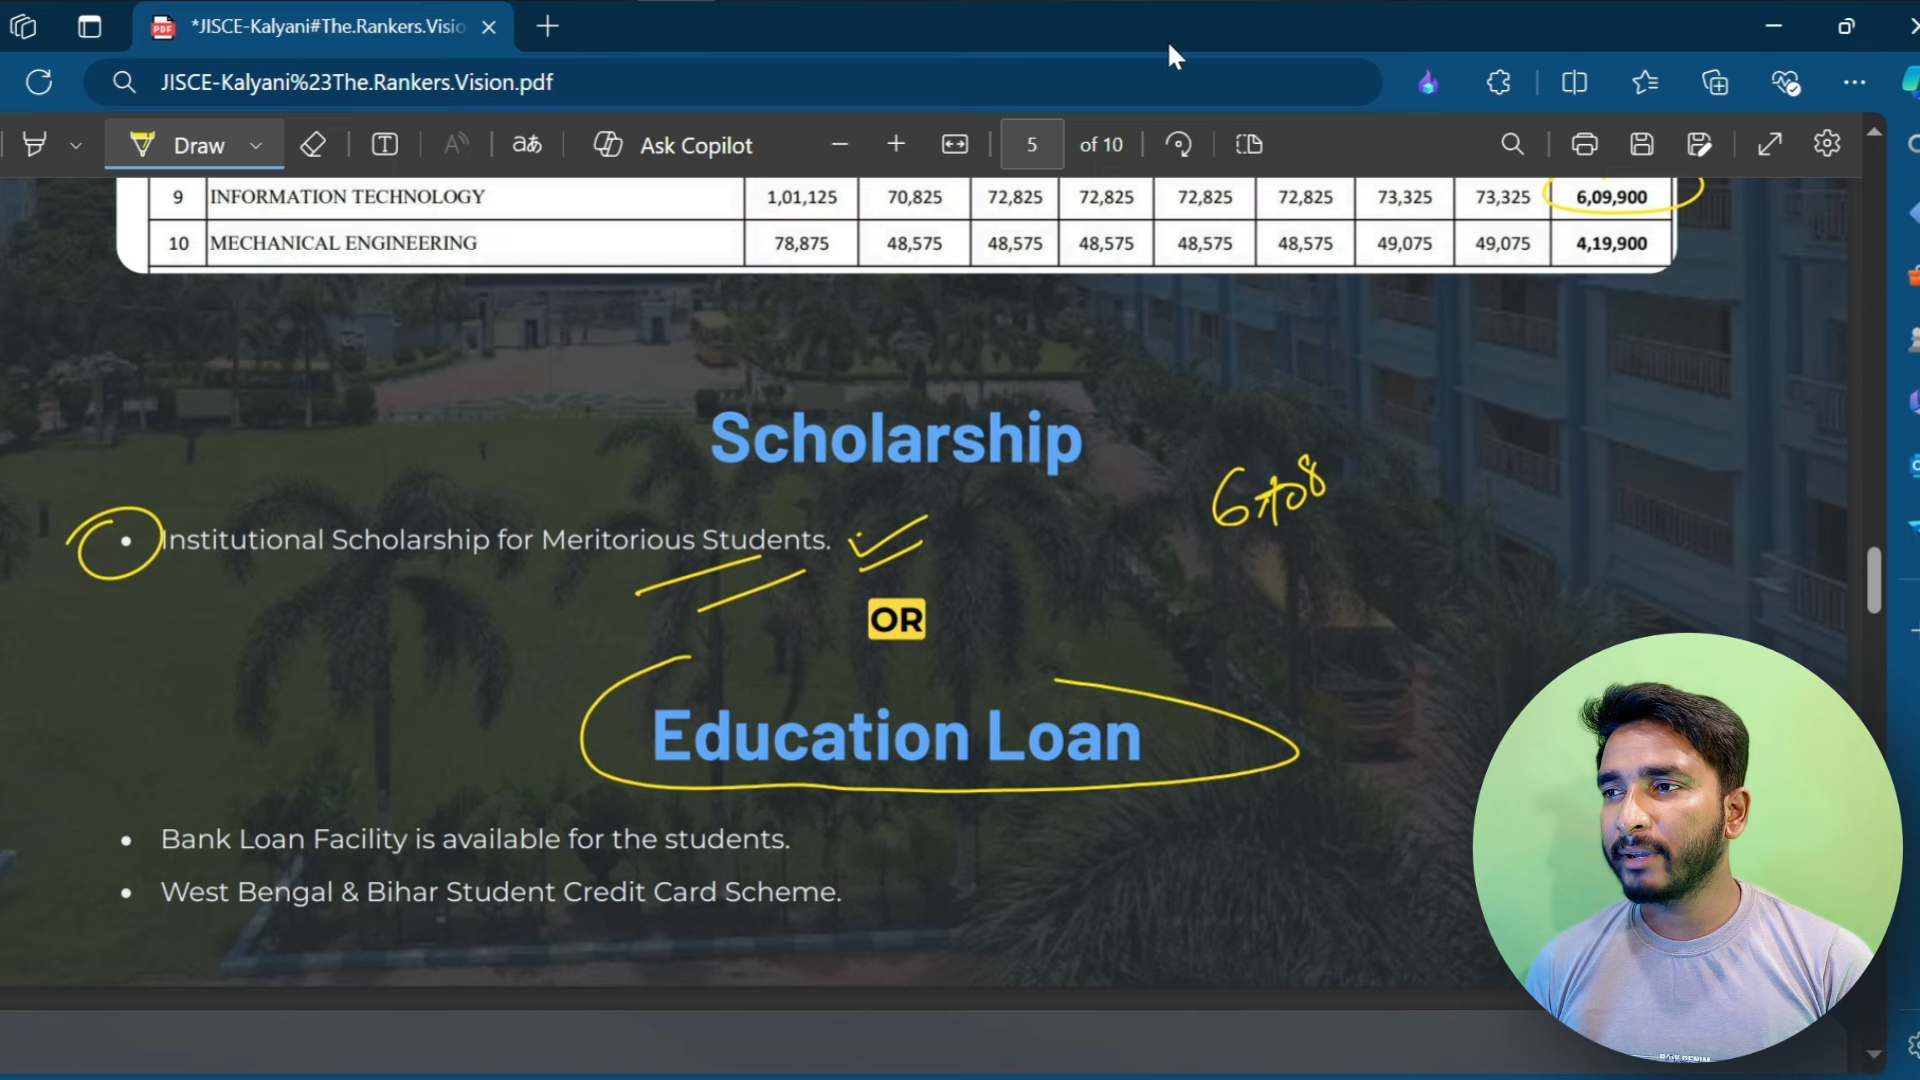 *JISCE-Kalyani#The.Rankers.Visio
JISCE-Kalyani%23The.Rankers.Vision.pdf
Draw
Ask Copilot
5 of 10
9 INFORMATION TECHNOLOGY 1,01,125 70,825 72,825 72,825 72,825 72,825 73,325 73,325 6,09,900
10 MECHANICAL ENGINEERING 78,875 48,575 48,575 48,575 48,575 48,575 49,075 49,075 4,19,900
Scholarship
6 to 8
• Institutional Scholarship for Meritorious Students.
OR
Education Loan
• Bank Loan Facility is available for the students.
• West Bengal & Bihar Student Credit Card Scheme.